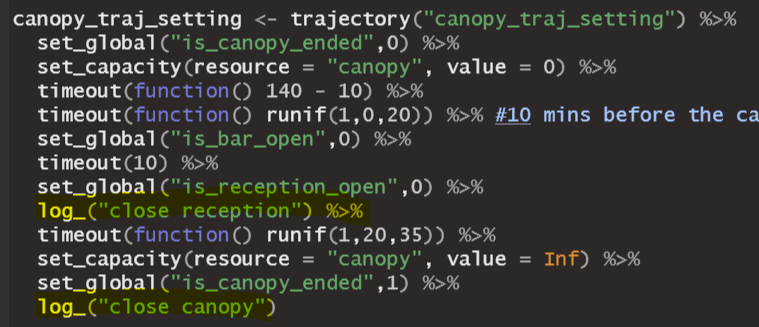 canopy_traj_setting <- trajectory("canopy_traj_setting") %>%
set_global("is_canopy_ended",0) %>%
set_capacity(resource = "canopy", value = 0) %>%
timeout(function() 140 - 10) %>%
timeout(function() runif(1,0,20)) %>% #10 mins before the ca
set_global("is_bar_open",0) %>%
timeout(10) %>%
set_global("is_reception_open",0) %>%
log_("close reception") %>%
timeout(function() runif(1,20,35)) %>%
set_capacity(resource = "canopy", value = Inf) %>%
set_global("is_canopy_ended",1) %>%
log_("close canopy")